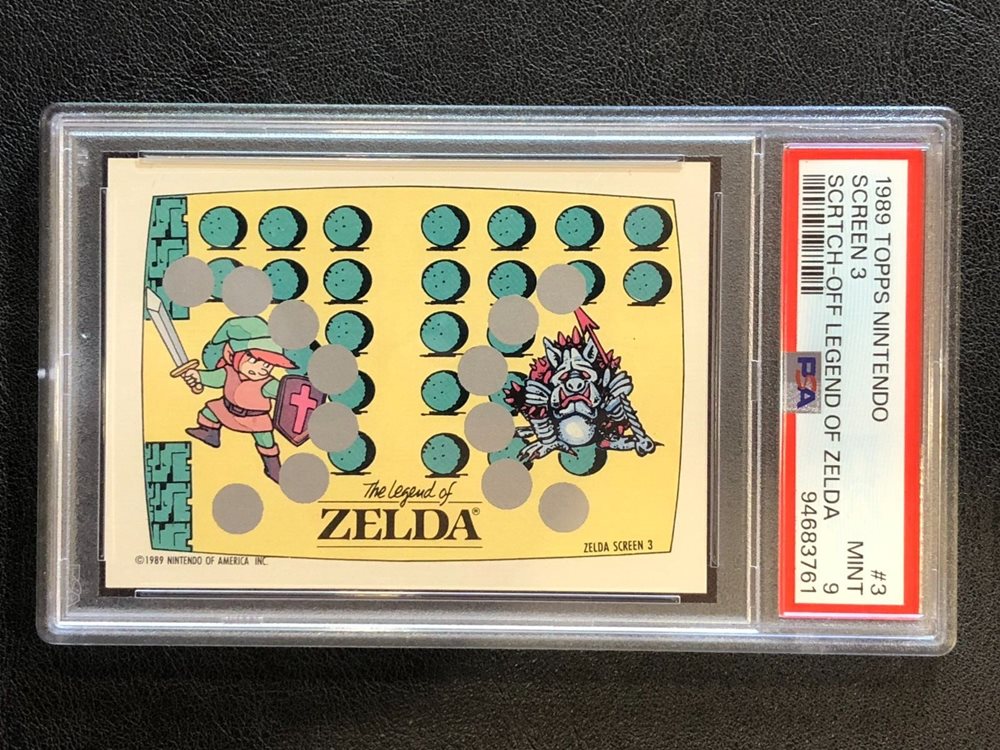 The Legend of
ZELDA®
ZELDA SCREEN 3
©1989 NINTENDO OF AMERICA INC.
1989 TOPPS NINTENDO #3
SCREEN 3 MINT
SCRTCH-OFF LEGEND OF ZELDA 9
94683761
PSA